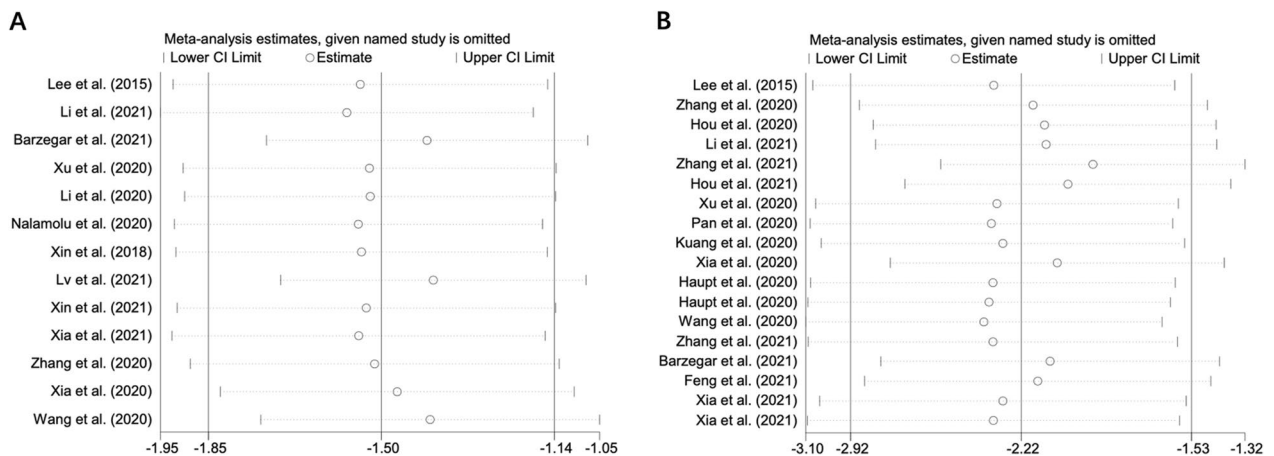 A
Meta-analysis estimates, given named study is omitted
Lower CI Limit Estimate Upper CI Limit
Lee et al. (2015)
Li et al. (2021)
Barzegar et al. (2021)
Xu et al. (2020)
Li et al. (2020)
Nalamolu et al. (2020)
Xin et al. (2018)
Lv et al. (2021)
Xin et al. (2021)
Xia et al. (2021)
Zhang et al. (2020)
Xia et al. (2020)
Wang et al. (2020)
-1.95 -1.85 -1.50 -1.14 -1.05
B
Meta-analysis estimates, given named study is omitted
Lower CI Limit Estimate Upper CI Limit
Lee et al. (2015)
Zhang et al. (2020)
Hou et al. (2020)
Li et al. (2021)
Zhang et al. (2021)
Hou et al. (2021)
Xu et al. (2020)
Pan et al. (2020)
Kuang et al. (2020)
Xia et al. (2020)
Haupt et al. (2020)
Haupt et al. (2020)
Wang et al. (2020)
Zhang et al. (2021)
Barzegar et al. (2021)
Feng et al. (2021)
Xia et al. (2021)
Xia et al. (2021)
-3.10 -2.92 -2.22 -1.53 -1.32